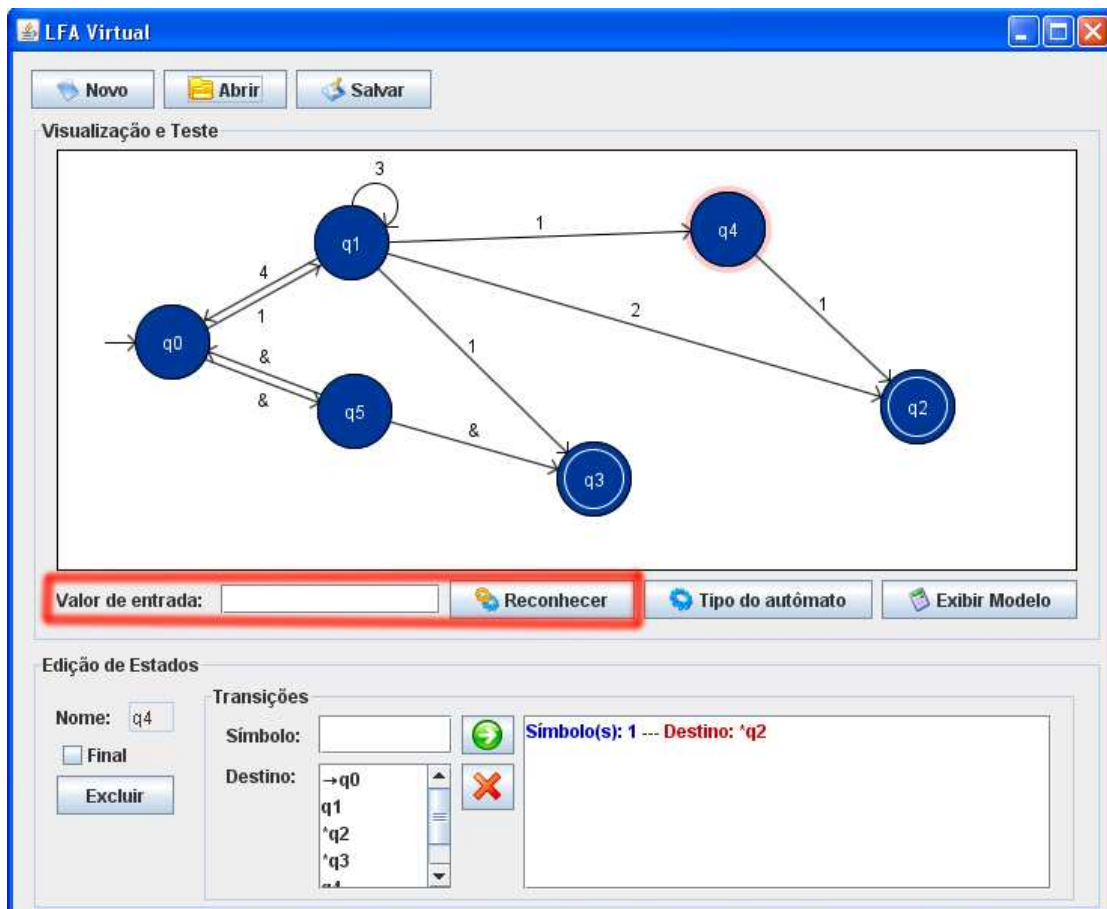 LFA Virtual
Novo Abrir Salvar
Visualização e Teste
3
q1
1
q4
4
1
2
1
q0
&
1
&
q5
q2
&
q3
Valor de entrada: Reconhecer Tipo do autômato Exibir Modelo
Edição de Estados
Transições
Nome: q4
Símbolo:
Símbolo(s): 1 --- Destino: *q2
Final
Destino:
→q0
Excluir
q1
*q2
*q3
q4